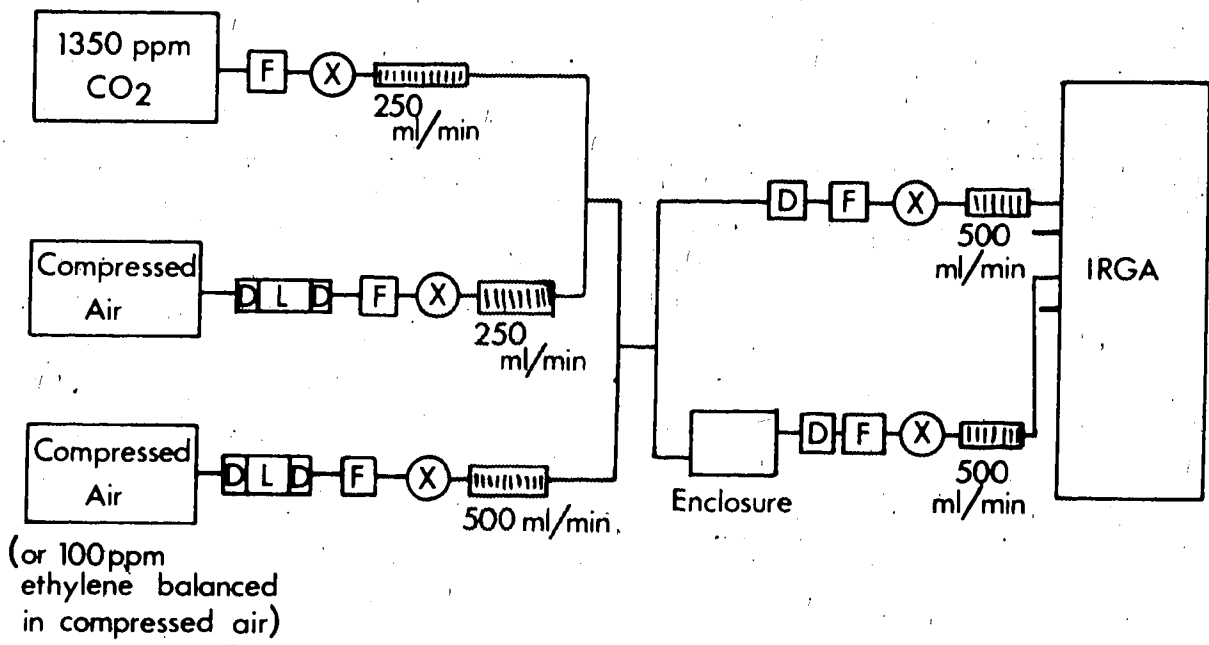 1350 ppm
CO2
F
X
250
ml/min
Compressed
Air
D L D
F
X
250
ml/min
Compressed
Air
D L D
F
X
500 ml/min
(or 100ppm
ethylene balanced
in compressed air)
D
F
X
500
ml/min
Enclosure
D
F
X
500
ml/min
IRGA